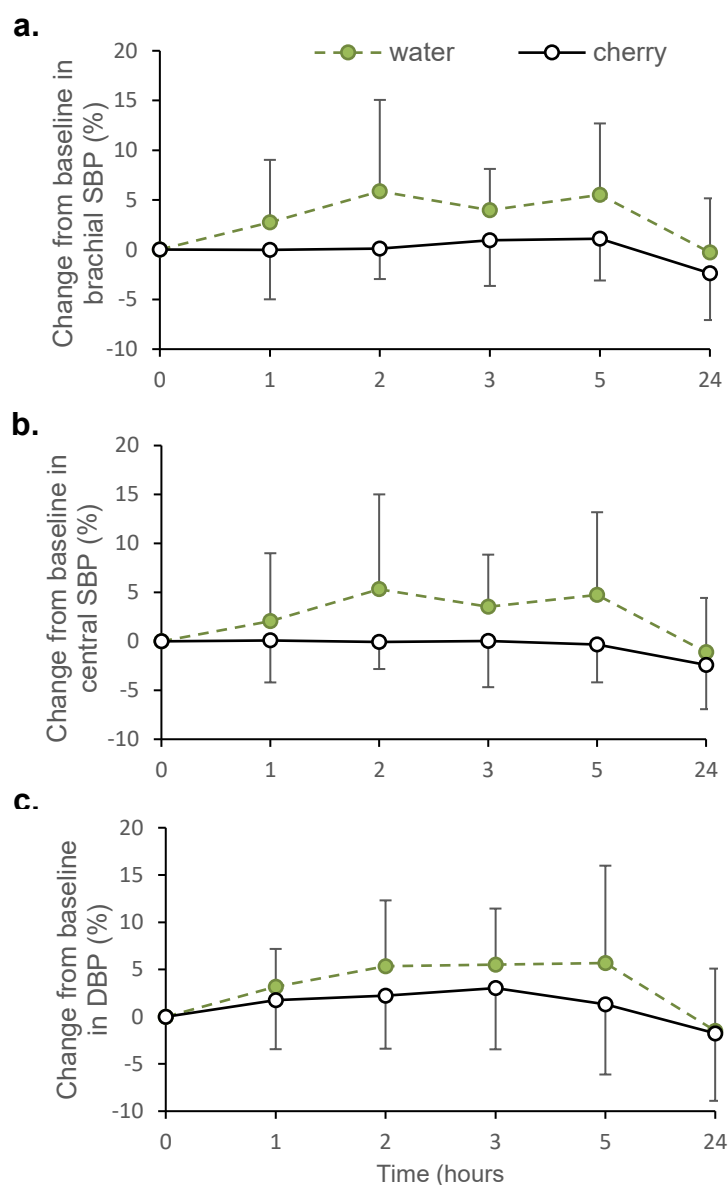 a.
water cherry
Change from baseline in
brachial SBP (%)
20
15
10
5
0
-5
-10
0 1 2 3 5 24
b.
Change from baseline in
central SBP (%)
20
15
10
5
0
-5
-10
0 1 2 3 5 24
c.
Change from baseline
in DBP (%)
20
15
10
5
0
-5
-10
0 1 2 3 5 24
Time (hours